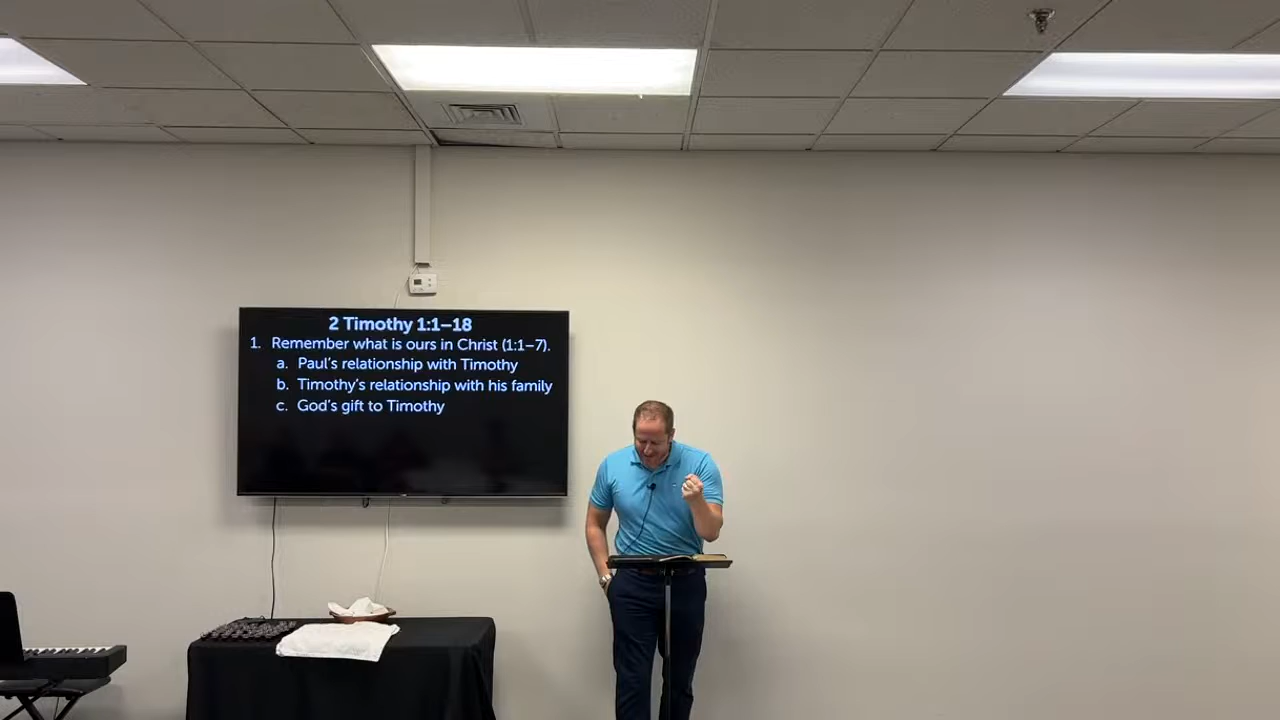 2 Timothy 1:1–18
1. Remember what is ours in Christ (1:1–7).
a. Paul's relationship with Timothy
b. Timothy's relationship with his family
c. God's gift to Timothy